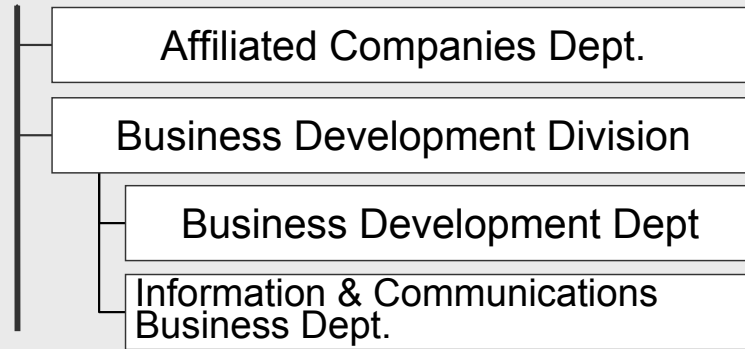 Affiliated Companies Dept.
Business Development Division
Business Development Dept
Information & Communications
Business Dept.